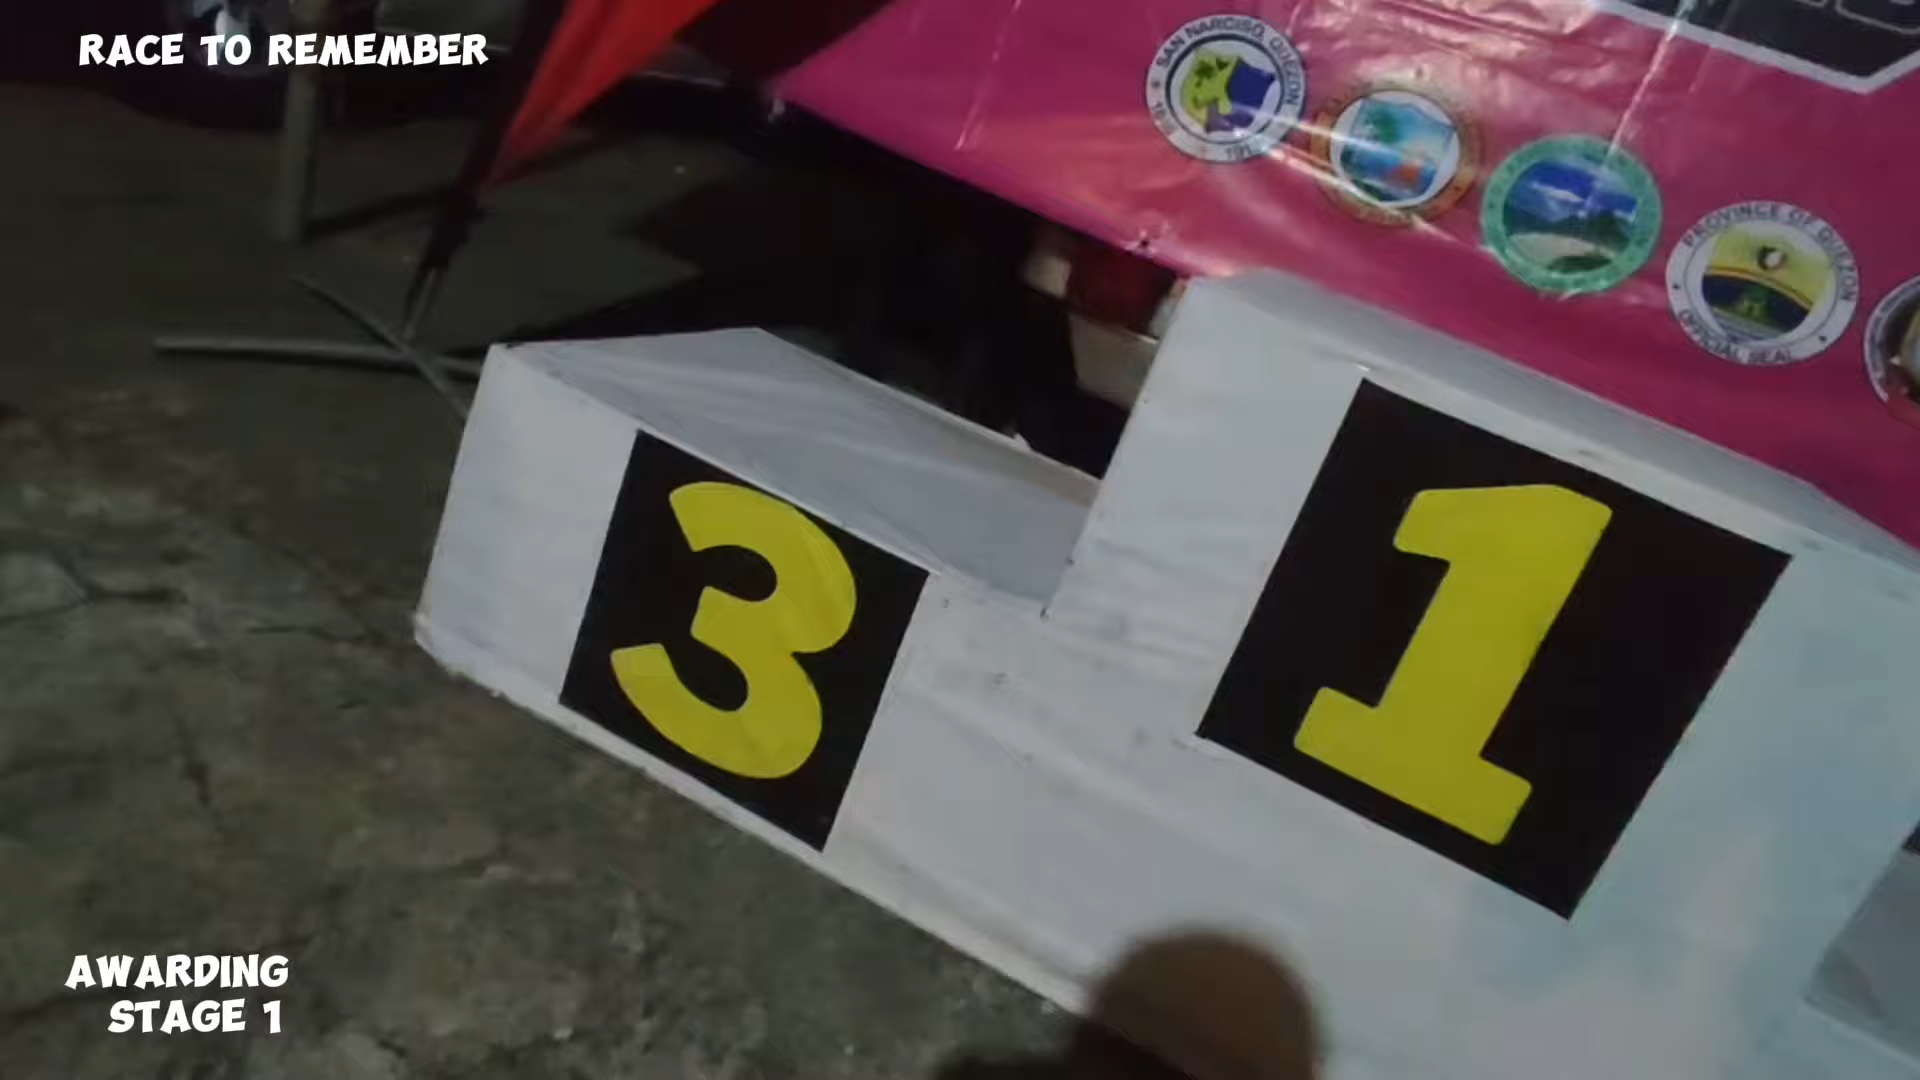 RACE TO REMEMBER
SAN NARCISO, QUEZON
PROVINCE OF QUEZON
OFFICIAL SEAL
3
1
AWARDING
STAGE 1